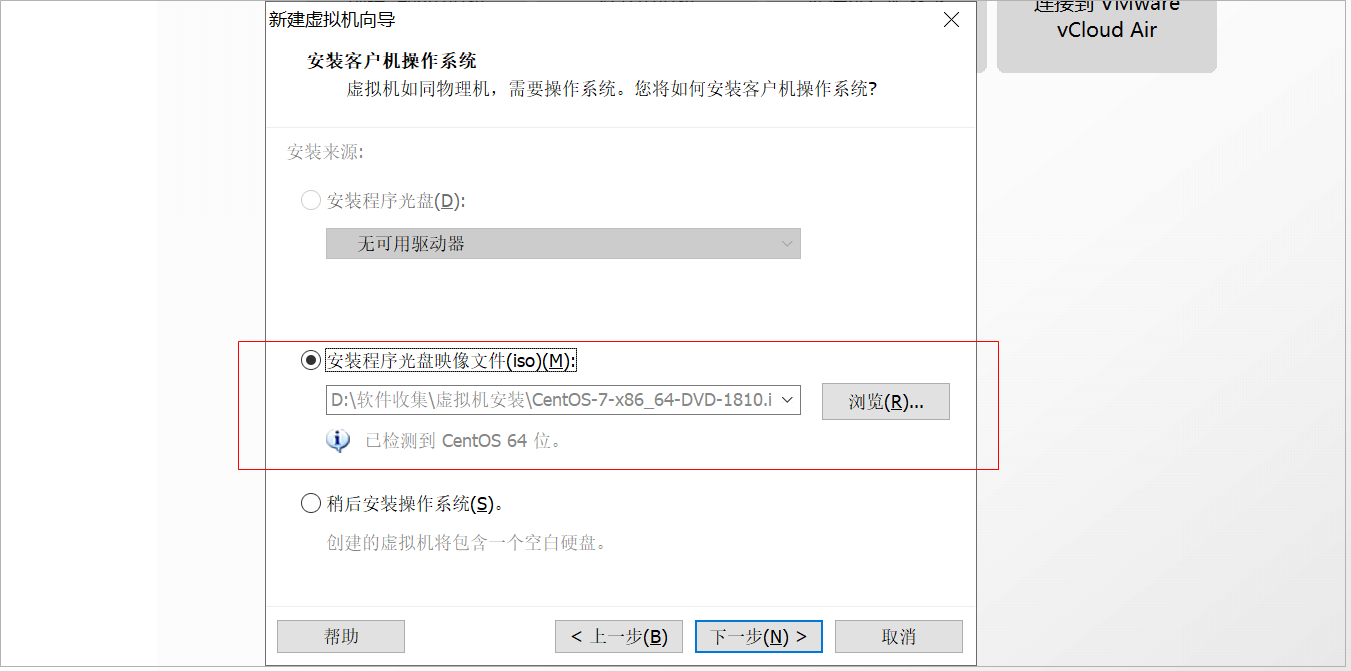 新建虚拟机向导
连接到 VMware
vCloud Air
安装客户机操作系统
虚拟机如同物理机，需要操作系统。您将如何安装客户机操作系统?
安装来源:
安装程序光盘(D):
无可用驱动器
安装程序光盘映像文件(iso)(M):
D:\软件收集\虚拟机安装\CentOS-7-x86_64-DVD-1810.i
浏览(R)...
已检测到 CentOS 64 位。
稍后安装操作系统(S)。
创建的虚拟机将包含一个空白硬盘。
帮助
< 上一步(B)
下一步(N) >
取消